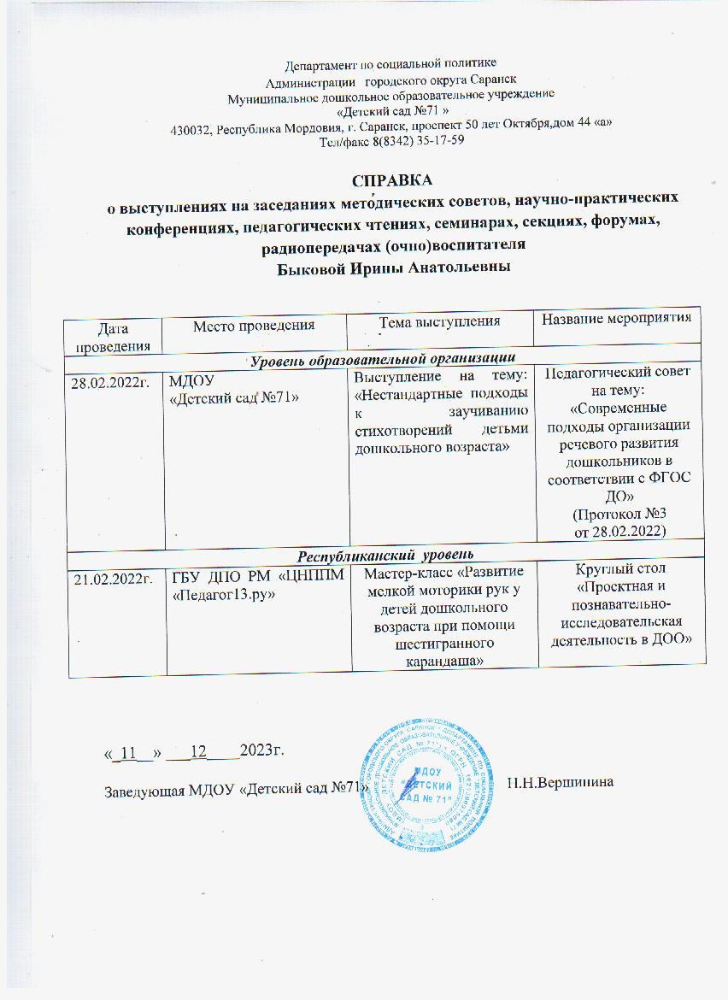 Департамент по социальной политике
Администрации городского округа Саранск
Муниципальное дошкольное образовательное учреждение
«Детский сад №71 »
430032, Республика Мордовия, г. Саранск, проспект 50 лет Октября,дом 44 «а»
Тел/факс 8(8342) 35-17-59
СПРАВКА
о выступлениях на заседаниях методических советов, научно-практических
конференциях, педагогических чтениях, семинарах, секциях, форумах,
радиопередачах (очно)воспитателя
Быковой Ирины Анатольевны
Дата
проведения
Место проведения
Тема выступления
Название мероприятия
Уровень образовательной организации
28.02.2022г.
МДОУ
«Детский сад №71»
Выступление на тему:
«Нестандартные подходы
к заучиванию
стихотворений детьми
дошкольного возраста»
Педагогический совет
на тему:
«Современные
подходы организации
речевого развития
дошкольников в
соответствии с ФГОС
ДО»
(Протокол №3
от 28.02.2022)
Республиканский уровень
21.02.2022г.
ГБУ ДПО РМ «ЦНППМ
«Педагог13.ру»
Мастер-класс «Развитие
мелкой моторики рук у
детей дошкольного
возраста при помощи
шестигранного
карандаша»
Круглый стол
«Проектная и
познавательно-
исследовательская
деятельность в ДОО»
«_11__» ___12____2023г.
Заведующая МДОУ «Детский сад №71»
Н.Н.Вершинина
МДОУ
"ДЕТСКИЙ
САД № 71"